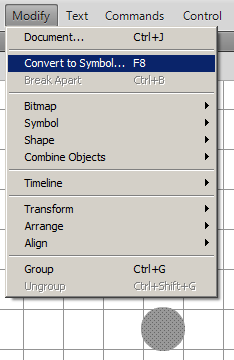 Modify Text Commands Control
Document... Ctrl+J
Convert to Symbol... F8
Break Apart Ctrl+B
Bitmap
Symbol
Shape
Combine Objects
Timeline
Transform
Arrange
Align
Group Ctrl+G
Ungroup Ctrl+Shift+G